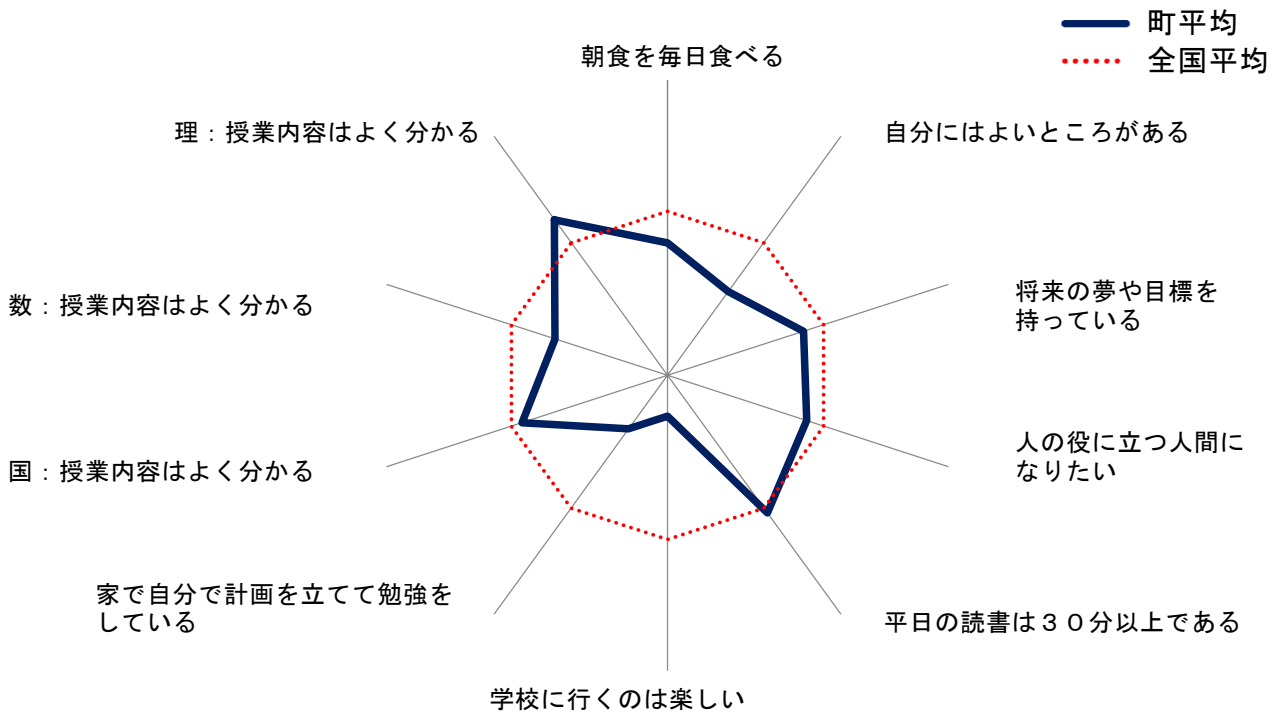 町平均
全国平均
朝食を毎日食べる
自分にはよいところがある
将来の夢や目標を
持っている
人の役に立つ人間に
なりたい
平日の読書は３０分以上である
学校に行くのは楽しい
家で自分で計画を立てて勉強を
している
国：授業内容はよく分かる
数：授業内容はよく分かる
理：授業内容はよく分かる